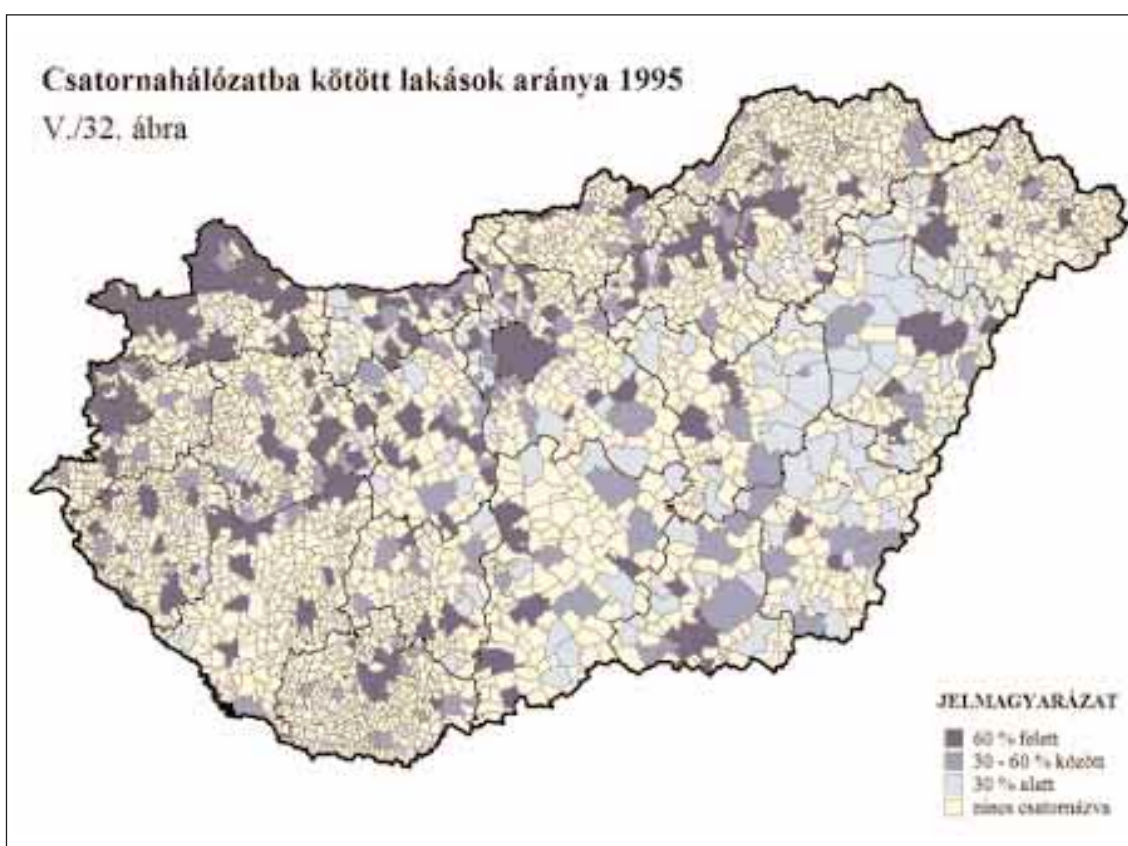 Csatornahálózatba kötött lakások aránya 1995
V./32. ábra
JELMAGYARÁZAT
60 % felett
30 - 60 % között
30 % alatt
nincs csatornázva